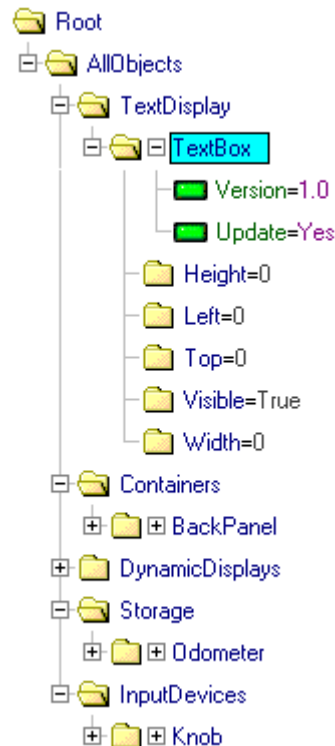 Root
AllObjects
TextDisplay
TextBox
Version=1.0
Update=Yes
Height=0
Left=0
Top=0
Visible=True
Width=0
Containers
BackPanel
DynamicDisplays
Storage
Odometer
InputDevices
Knob